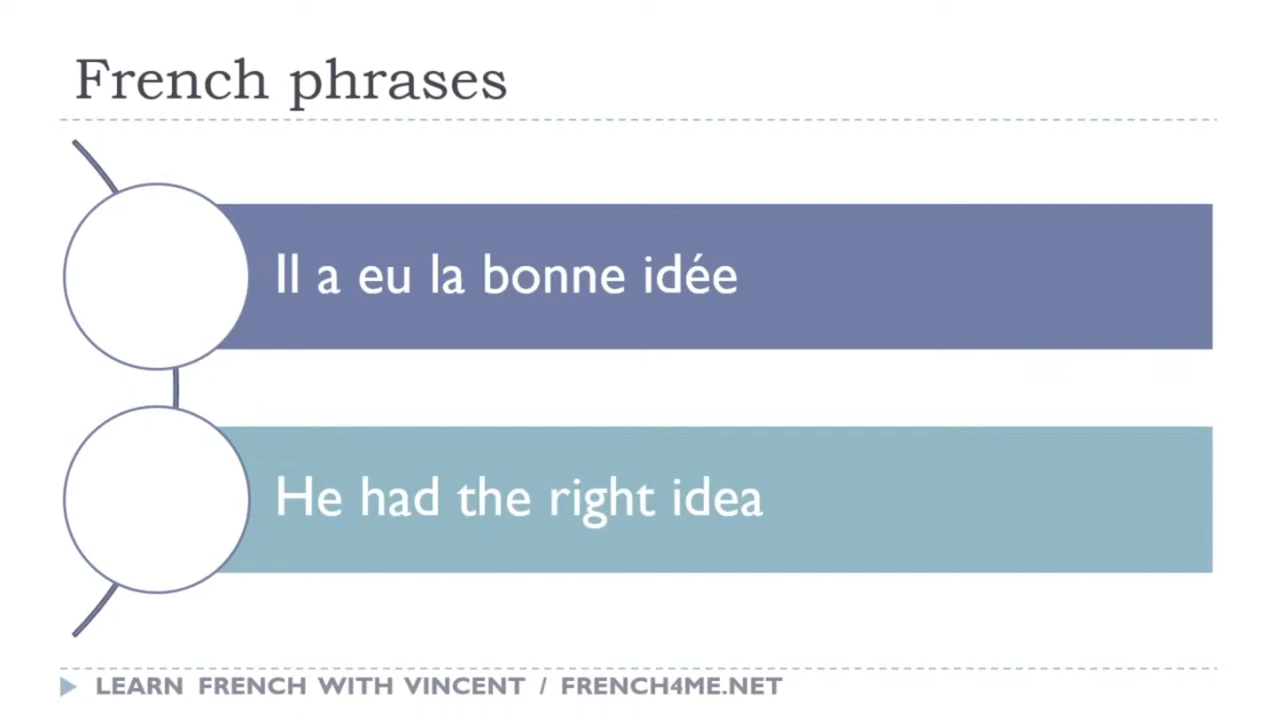 French phrases
Il a eu la bonne idée
He had the right idea
LEARN FRENCH WITH VINCENT / FRENCH4ME.NET